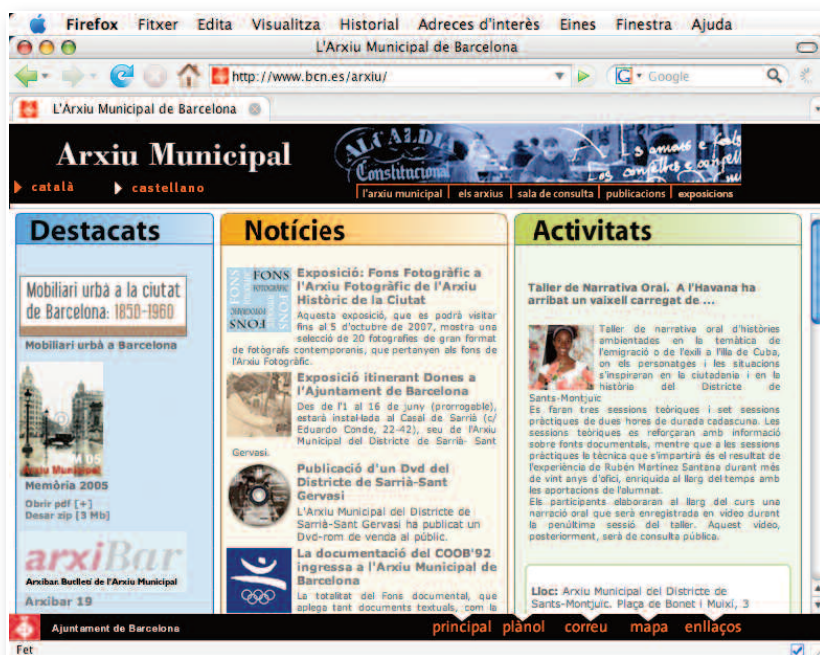 Firefox Fitxer Edita Visualitza Historial Adreces d'interès Eines Finestra Ajuda
L'Arxiu Municipal de Barcelona
http://www.bcn.es/arxiu/
G Google
L'Arxiu Municipal de Barcelona
Arxiu Municipal
ALCALDI
Constitucional
català castellano
l'arxiu municipal els arxius sala de consulta publicacions exposicions
Destacats
Mobiliari urbà a la ciutat
de Barcelona: 1850-1960
Mobiliari urbà a Barcelona
Arxiu Municipal
Memòria 2005
Obrir pdf [+]
Desar zip [3 Mb]
arxiBar
Arxibar. Butlletí de l'Arxiu Municipal
Arxibar 19
Notícies
FONS
FOTOGRÀFIC
Exposició: Fons Fotogràfic a
l'Arxiu Fotogràfic de l'Arxiu
Històric de la Ciutat
Aquesta exposició, que es podrà visitar
fins al 5 d'octubre de 2007, mostra una
selecció de 20 fotografies de gran format
de fotògrafs contemporanis, que pertanyen als fons de
l'Arxiu Fotogràfic.
Exposició itinerant Dones a
l'Ajuntament de Barcelona
Des de l'1 al 16 de juny (prorrogable),
estarà instal·lada al Casal de Sarrià (c/
Eduardo Conde, 22-42), seu de l'Arxiu
Municipal del Districte de Sarrià- Sant
Gervasi.
Publicació d'un Dvd del
Districte de Sarrià-Sant
Gervasi
L'Arxiu Municipal del Districte de
Sarrià-Sant Gervasi ha publicat un
Dvd-rom de venda al públic.
La documentació del COOB'92
ingressa a l'Arxiu Municipal de
Barcelona
La totalitat del Fons documental, que
aplega tant documents textuals, com la
Activitats
Taller de Narrativa Oral. A l'Havana ha
arribat un vaixell carregat de ...
Taller de narrativa oral d'històries
ambientades en la temàtica de
l'emigració o de l'exili a l'illa de Cuba,
on els personatges i les situacions
s'inspiraran en la ciutadania i en la
història del Districte de
Sants-Montjuïc
Es faran tres sessions teòriques i set sessions
pràctiques de dues hores de durada cadascuna. Les
sessions teòriques es reforçaran amb informació
sobre fonts documentals, mentre que a les sessions
pràctiques la tècnica que s'impartirà és el resultat de
l'experiència de Rubén Martínez Santana durant més
de vint anys d'ofici, enriquida al llarg del temps amb
les aportacions de l'alumnat.
Els participants elaboraran al llarg del curs una
narració oral que serà enregistrada en vídeo durant
la penúltima sessió del taller. Aquest vídeo,
posteriorment, serà de consulta pública.
Lloc: Arxiu Municipal del Districte de
Sants-Montjuïc. Plaça de Bonet i Muixí, 3
Ajuntament de Barcelona
principal plànol correu mapa enllaços
Fet